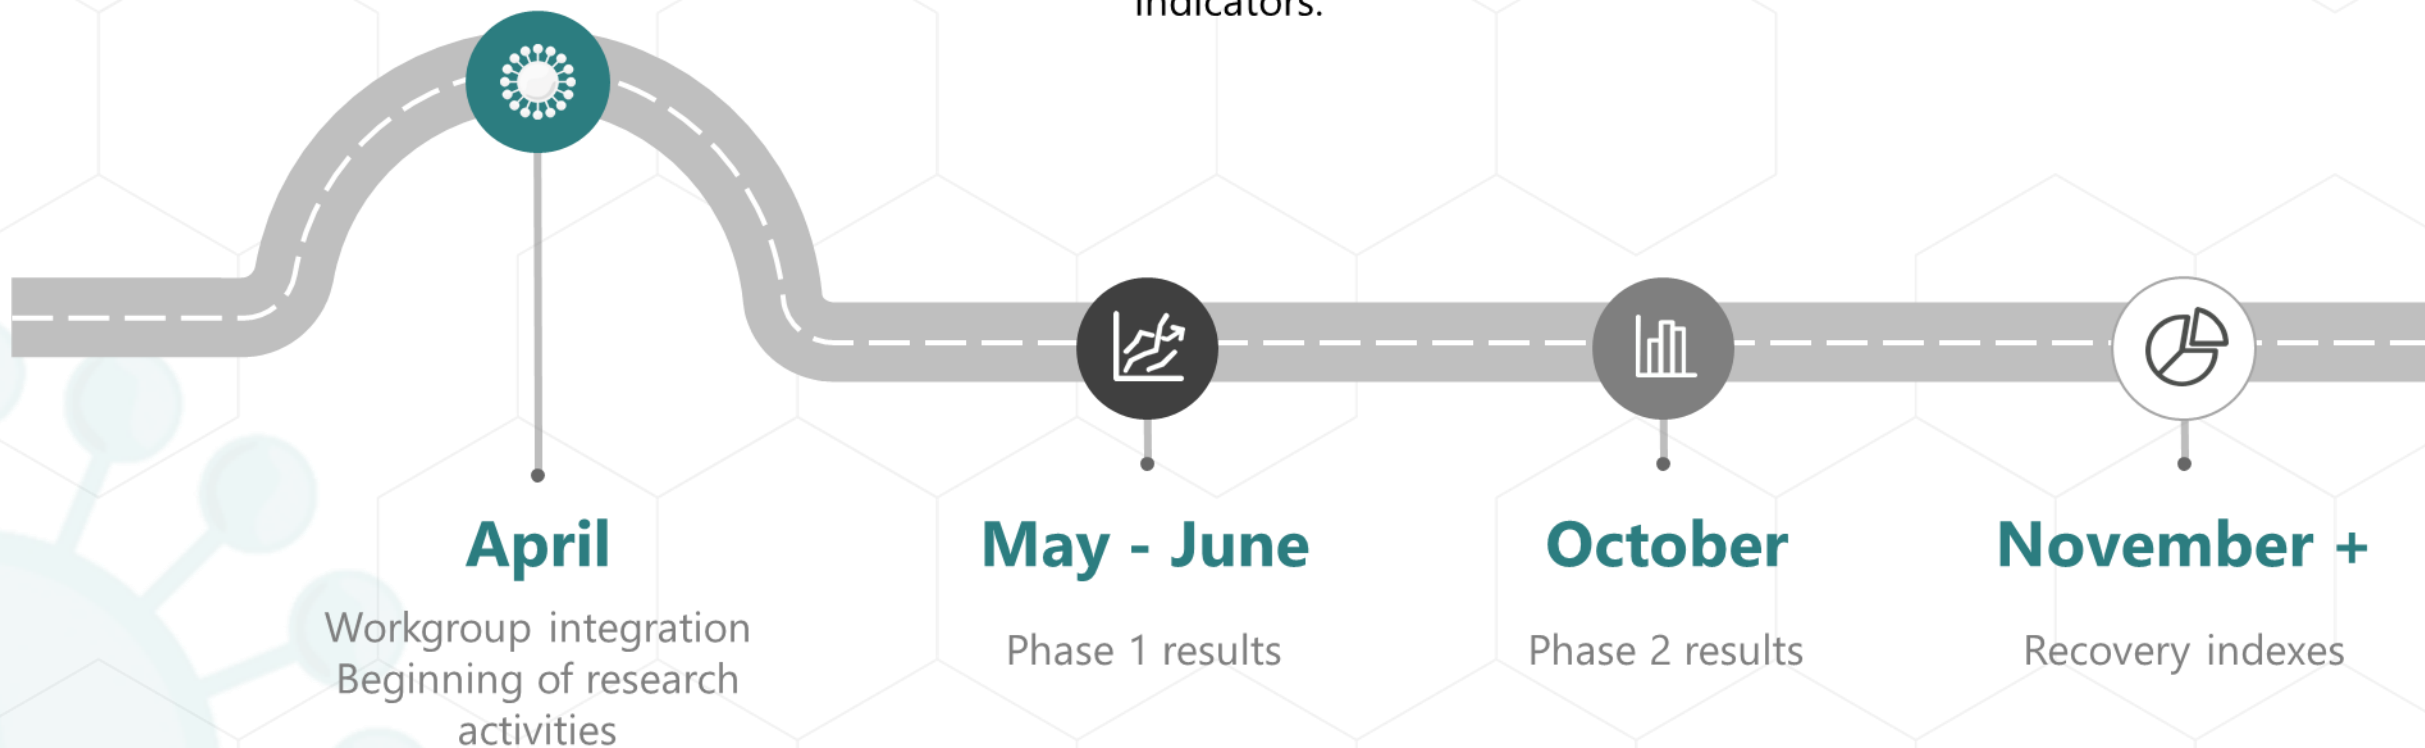 indicators.
April
May - June
October
November +
Workgroup integration
Beginning of research
activities
Phase 1 results
Phase 2 results
Recovery indexes